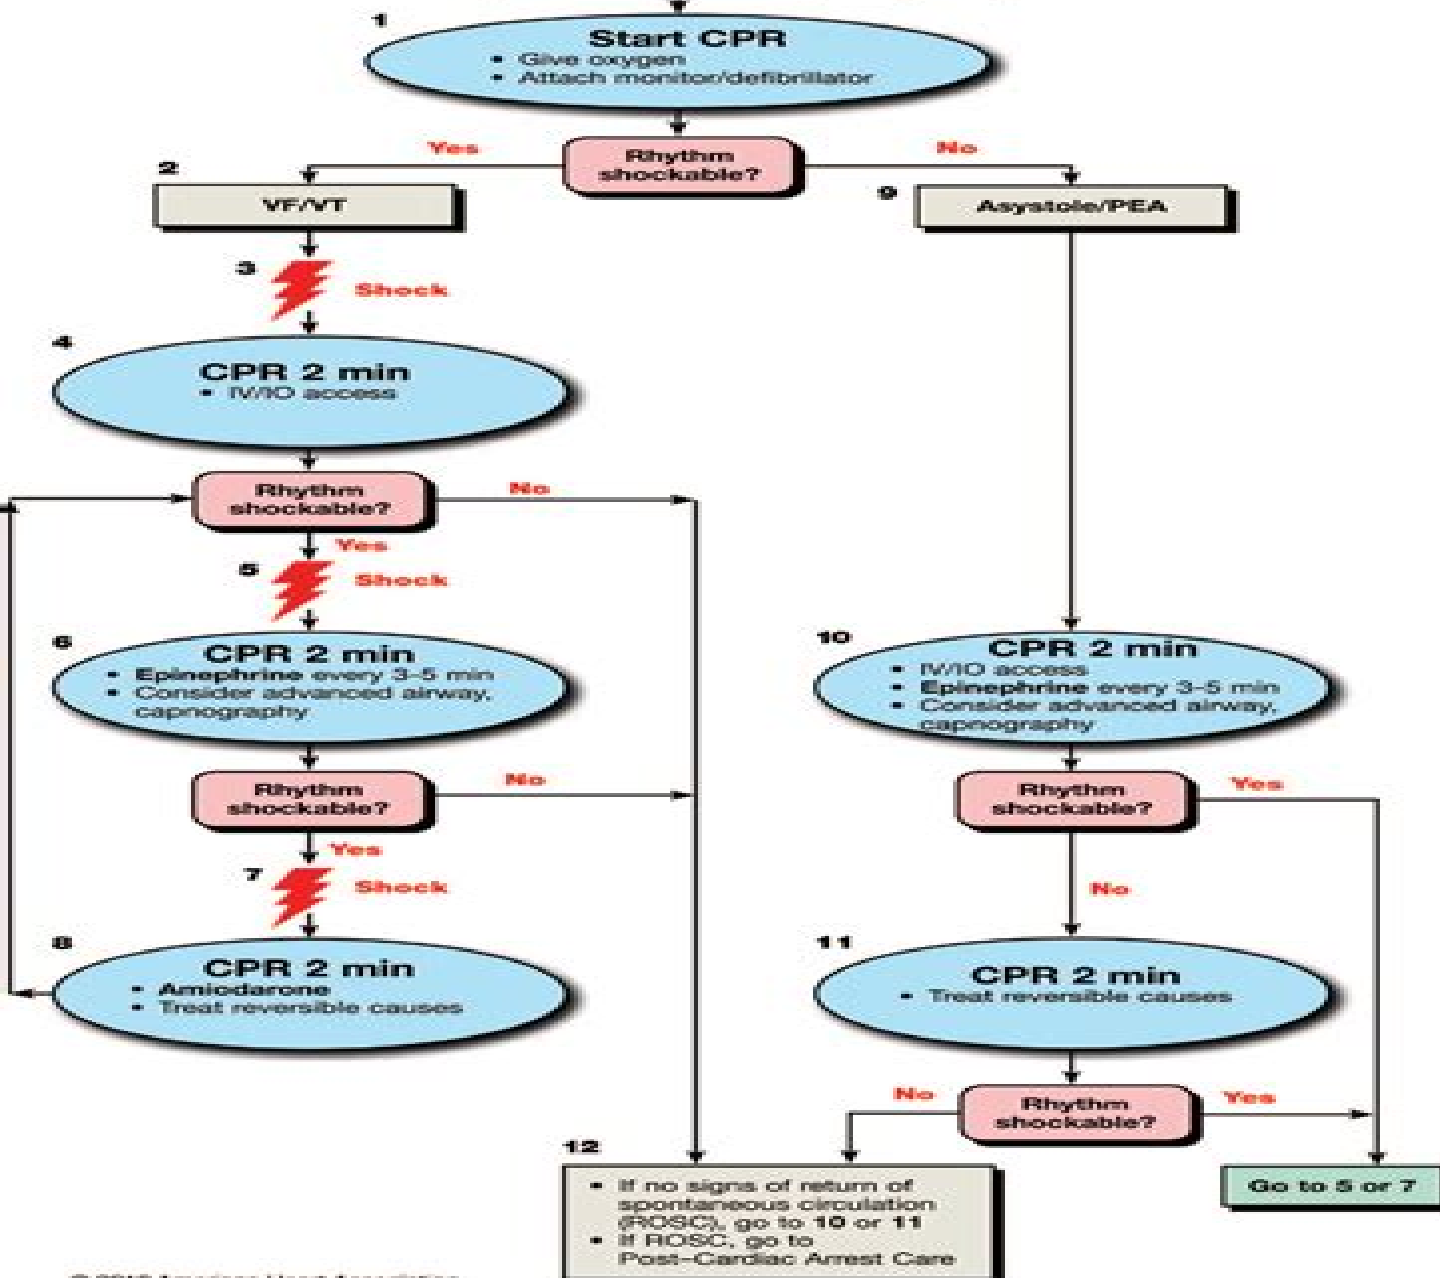 1
Start CPR
• Give oxygen
• Attach monitor/defibrillator
Rhythm
shockable?
Yes
No
2
VF/VT
9
Asystole/PEA
3
Shock
4
CPR 2 min
• IV/IO access
Rhythm
shockable?
No
Yes
5
Shock
6
CPR 2 min
• Epinephrine every 3-5 min
• Consider advanced airway,
capnography
10
CPR 2 min
• IV/IO access
• Epinephrine every 3-5 min
• Consider advanced airway,
capnography
Rhythm
shockable?
No
Yes
Rhythm
shockable?
Yes
No
7
Shock
8
CPR 2 min
• Amiodarone
• Treat reversible causes
11
CPR 2 min
• Treat reversible causes
Rhythm
shockable?
No
Yes
12
• If no signs of return of
spontaneous circulation
(ROSC), go to 10 or 11
• If ROSC, go to
Post-Cardiac Arrest Care
Go to 5 or 7
American Heart Association